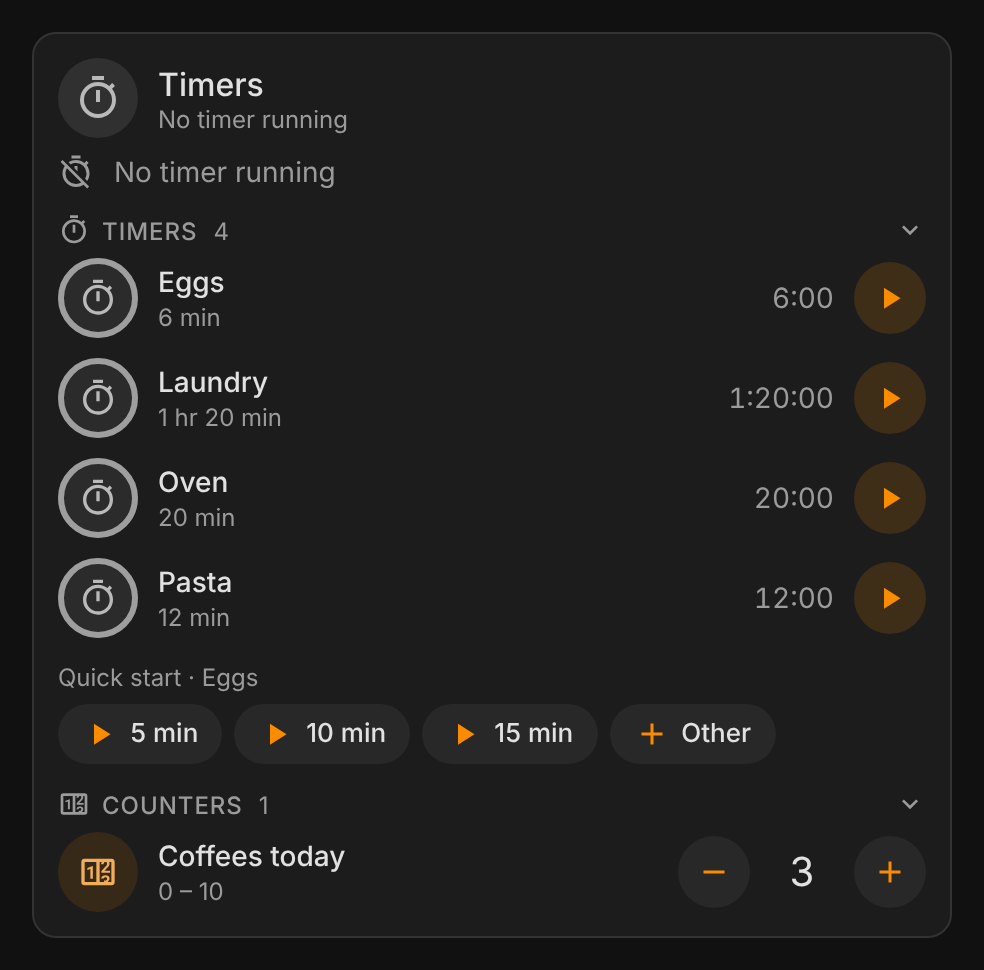 Timers
No timer running
No timer running
TIMERS 4
Eggs
6 min
6:00
Laundry
1 hr 20 min
1:20:00
Oven
20 min
20:00
Pasta
12 min
12:00
Quick start · Eggs
5 min 10 min 15 min Other
COUNTERS 1
Coffees today
0 – 10
3